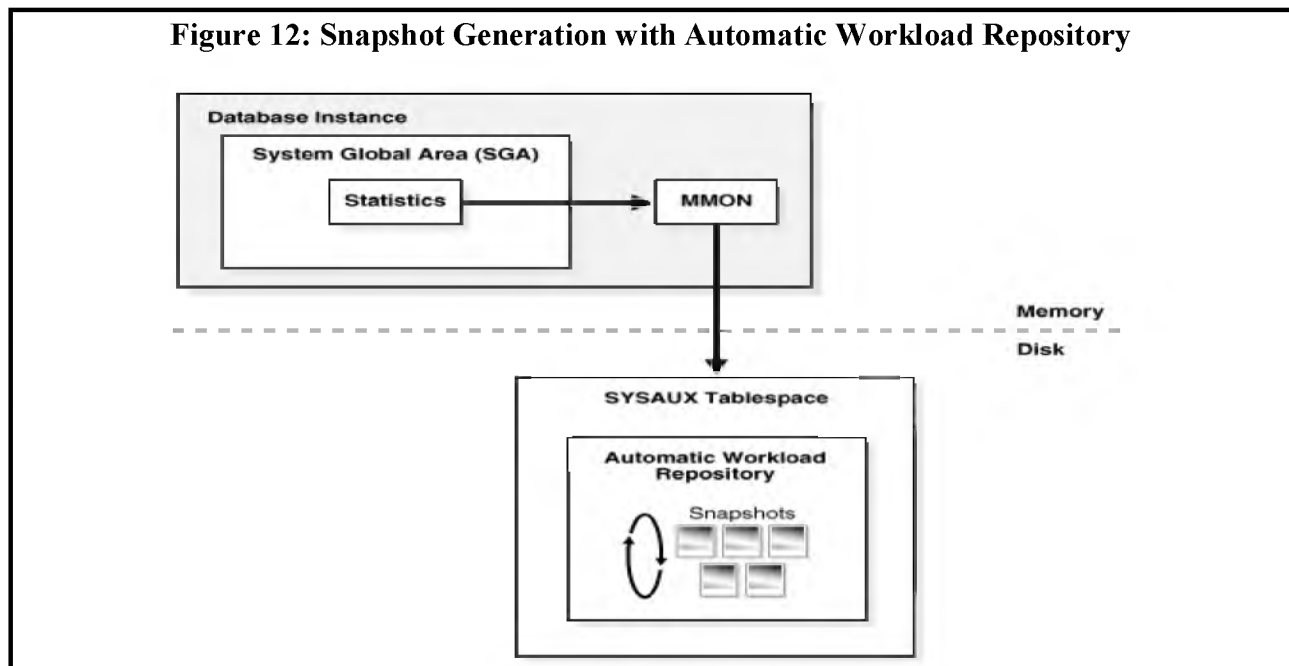 Figure 12: Snapshot Generation with Automatic Workload Repository
Database Instance
System Global Area (SGA)
Statistics
MMON
Memory
Disk
SYSAUX Tablespace
Automatic Workload
Repository
Snapshots